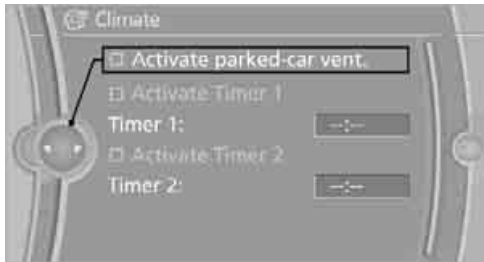 Climate
Activate parked-car vent.
Activate Timer 1
Timer 1: --:--
Activate Timer 2
Timer 2: --:--